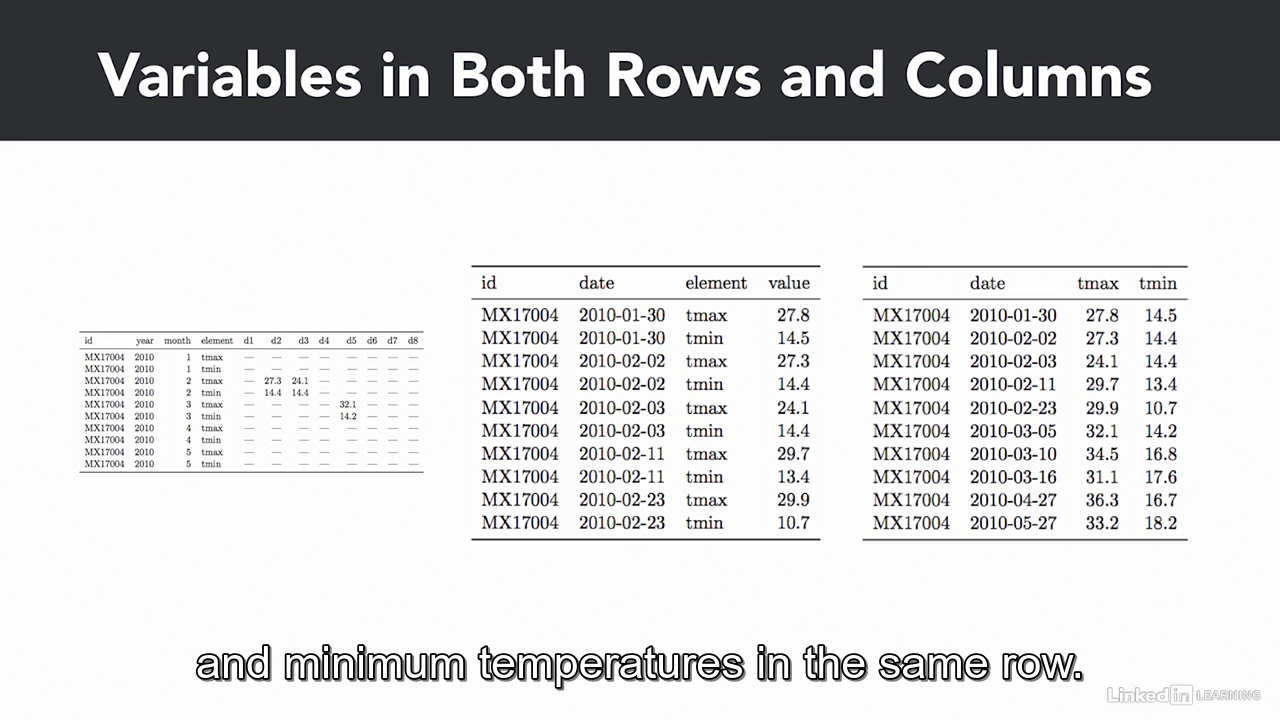 Variables in Both Rows and Columns
id year month element d1 d2 d3 d4 d5 d6 d7 d8
MX17004 2010 1 tmax — — — — — — — —
MX17004 2010 1 tmin — — — — — — — —
MX17004 2010 2 tmax — 27.3 24.1 — — — — —
MX17004 2010 2 tmin — 14.4 14.4 — — — — —
MX17004 2010 3 tmax — — — — 32.1 — — —
MX17004 2010 3 tmin — — — — 14.2 — — —
MX17004 2010 4 tmax — — — — — — — —
MX17004 2010 4 tmin — — — — — — — —
MX17004 2010 5 tmax — — — — — — — —
MX17004 2010 5 tmin — — — — — — — —
id date element value
MX17004 2010-01-30 tmax 27.8
MX17004 2010-01-30 tmin 14.5
MX17004 2010-02-02 tmax 27.3
MX17004 2010-02-02 tmin 14.4
MX17004 2010-02-03 tmax 24.1
MX17004 2010-02-03 tmin 14.4
MX17004 2010-02-11 tmax 29.7
MX17004 2010-02-11 tmin 13.4
MX17004 2010-02-23 tmax 29.9
MX17004 2010-02-23 tmin 10.7
id date tmax tmin
MX17004 2010-01-30 27.8 14.5
MX17004 2010-02-02 27.3 14.4
MX17004 2010-02-03 24.1 14.4
MX17004 2010-02-11 29.7 13.4
MX17004 2010-02-23 29.9 10.7
MX17004 2010-03-05 32.1 14.2
MX17004 2010-03-10 34.5 16.8
MX17004 2010-03-16 31.1 17.6
MX17004 2010-04-27 36.3 16.7
MX17004 2010-05-27 33.2 18.2
and minimum temperatures in the same row.
Linked in LEARNING